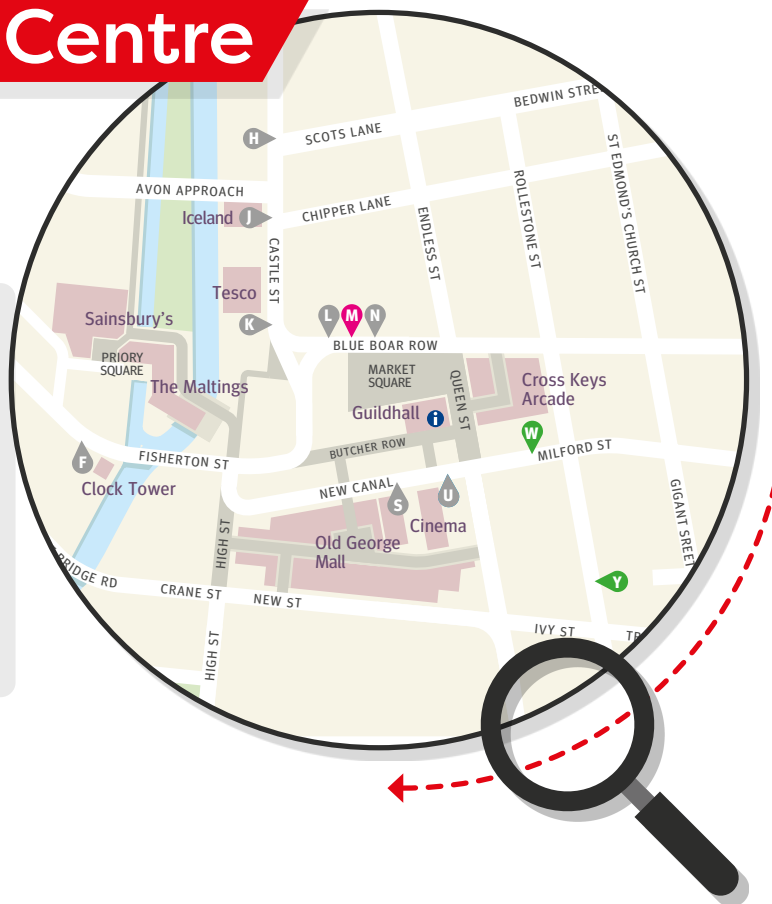 Centre
BEDWIN STRE
H
SCOTS LANE
ST EDMOND'S CHURCH ST
AVON APPROACH
ROLLESTONE ST
Iceland
J
CHIPPER LANE
ENDLESS ST
CASTLE ST
Tesco
Sainsbury's
K
L
M
N
BLUE BOAR ROW
PRIORY
SQUARE
The Maltings
MARKET
SQUARE
QUEEN ST
Cross Keys
Arcade
Guildhall
i
W
MILFORD ST
BUTCHER ROW
F
FISHERTON ST
Clock Tower
NEW CANAL
S
U
Cinema
GIGANT SREET
HIGH ST
Old George
Mall
RIDGE RD
CRANE ST
NEW ST
Y
IVY ST
TR
HIGH ST